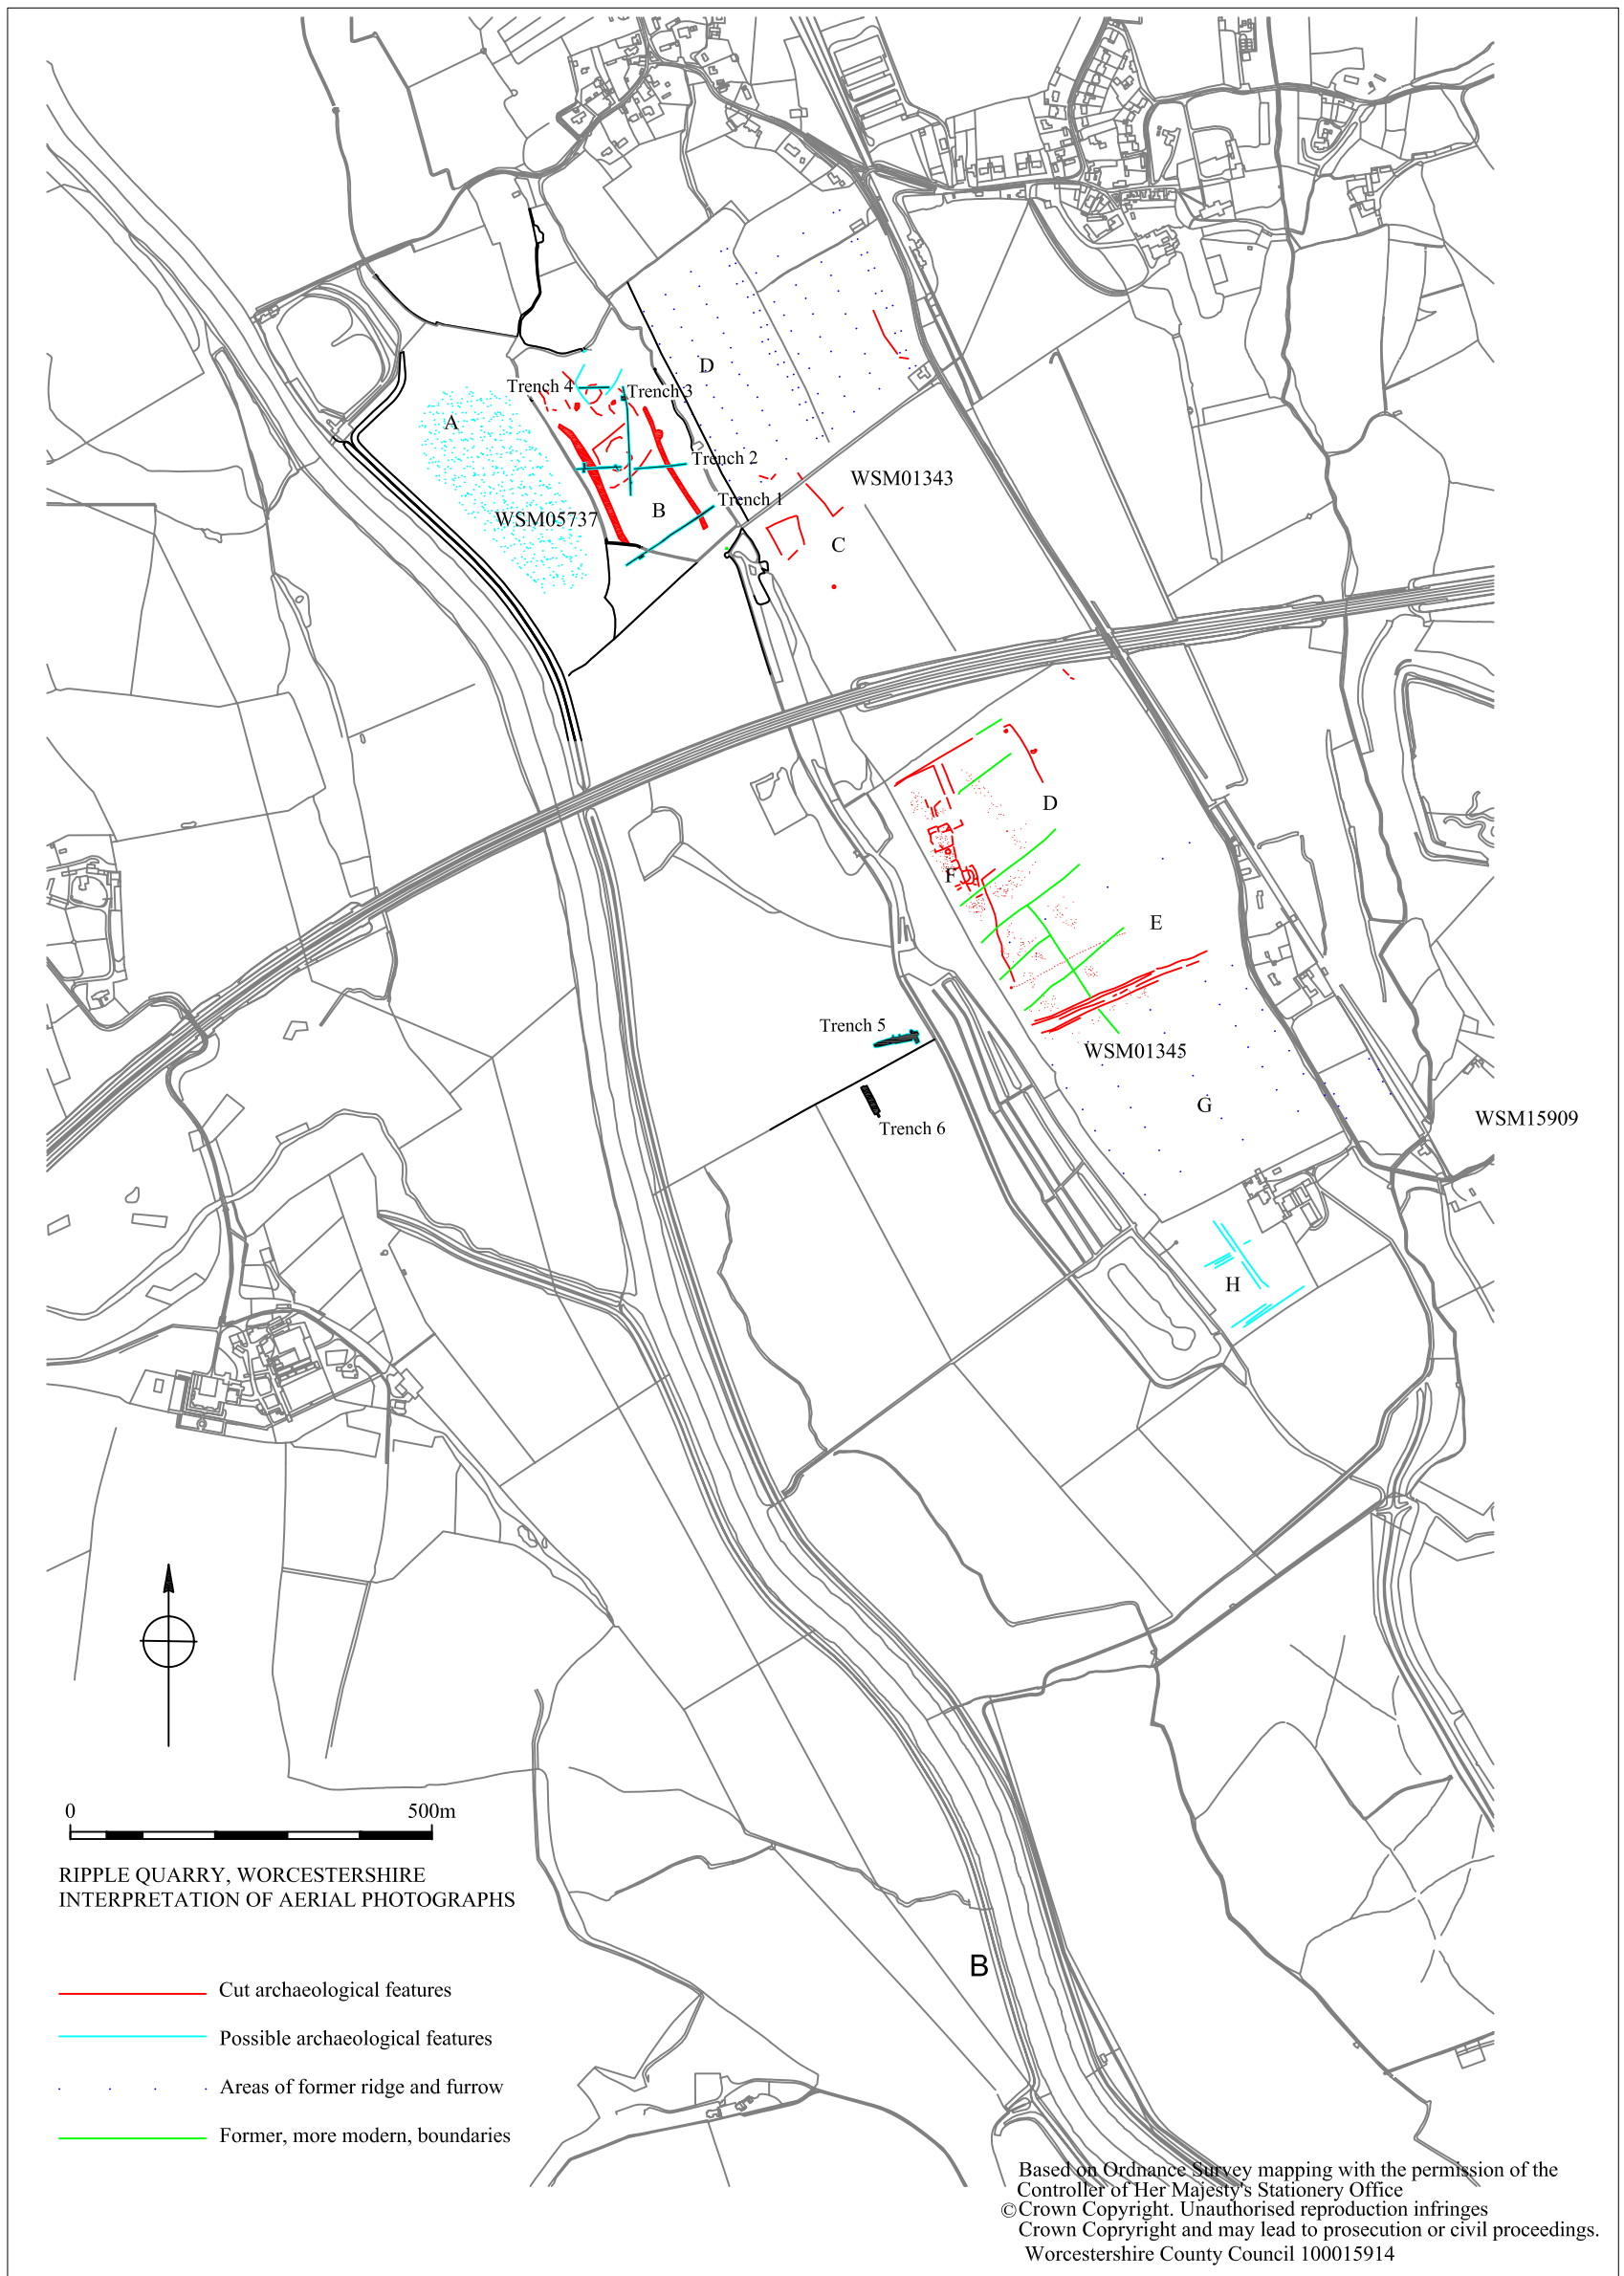 D
Trench 4
Trench 3
A
WSM01343
Trench 2
Trench 1
B
WSM05737
C
D
F
E
Trench 5
WSM01345
G
WSM15909
Trench 6
H
0 500m
RIPPLE QUARRY, WORCESTERSHIRE
INTERPRETATION OF AERIAL PHOTOGRAPHS
B
Cut archaeological features
Possible archaeological features
Areas of former ridge and furrow
Former, more modern, boundaries
Based on Ordnance Survey mapping with the permission of the
Controller of Her Majesty's Stationery Office
©Crown Copyright. Unauthorised reproduction infringes
Crown Copryright and may lead to prosecution or civil proceedings.
Worcestershire County Council 100015914